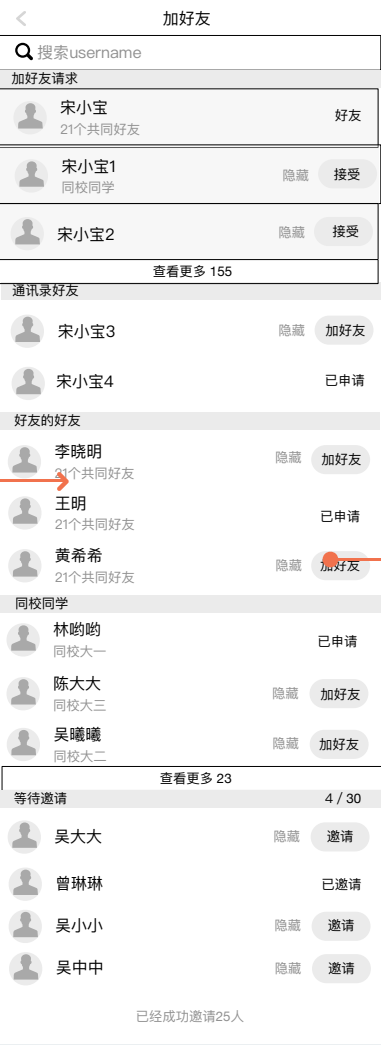 加好友
搜索username
加好友请求
宋小宝
21个共同好友
好友
宋小宝1
同校同学
隐藏 接受
宋小宝2
隐藏 接受
查看更多 155
通讯录好友
宋小宝3
隐藏 加好友
宋小宝4
已申请
好友的好友
李晓明
21个共同好友
隐藏 加好友
王明
21个共同好友
已申请
黄希希
21个共同好友
隐藏 加好友
同校同学
林哟哟
同校大一
已申请
陈大大
同校大三
隐藏 加好友
吴曦曦
同校大二
隐藏 加好友
查看更多 23
等待邀请 4 / 30
吴大大 隐藏 邀请
曾琳琳 已邀请
吴小小 隐藏 邀请
吴中中 隐藏 邀请
已经成功邀请25人